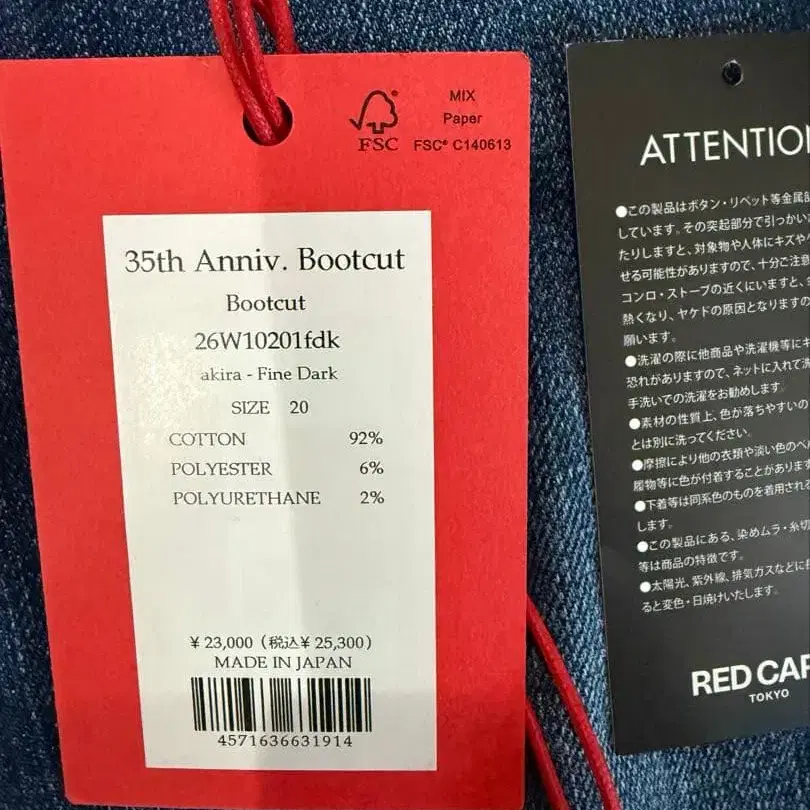 MIX
Paper
FSC FSC® C140613
35th Anniv. Bootcut
Bootcut
26W10201fdk
akira - Fine Dark
SIZE 20
COTTON 92%
POLYESTER 6%
POLYURETHANE 2%
¥ 23,000 (税込¥ 25,300)
MADE IN JAPAN
4571636631914
ATTENTIO
●この製品はボタン・リベット等金属部
しています。その突起部分で引っかい
たりしますと、対象物や人体にキズや
せる可能性がありますので、十分ご注意
コンロ・ストーブの近くにいますと、
熱くなり、ヤケドの原因となりますの
願います。
●洗濯の際に他商品や洗濯機等にキ
恐れがありますので、ネットに入れて洗
手洗いでの洗濯をお勧めします。
●素材の性質上、色が落ちやすいの
とは別に洗ってください。
●摩擦により他の衣類や淡い色のベ
履物等に色が付着することがあります
●下着等は同系色のものを着用される
します。
●この製品にある、染めムラ・糸切
等は商品の特徴です。
●太陽光、紫外線、排気ガスなどに
ると変色・日焼けいたします。
RED CAR
TOKYO